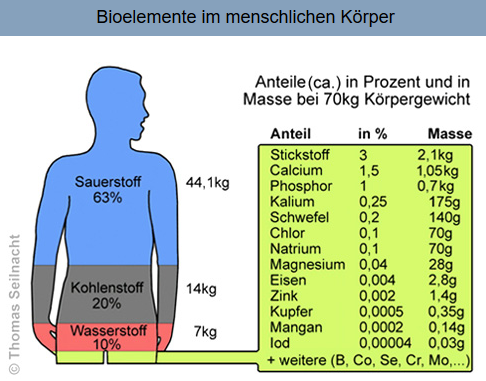 Bioelemente im menschlichen Körper
Anteile (ca.) in Prozent und in
Masse bei 70kg Körpergewicht
Anteil in % Masse
Stickstoff 3 2,1kg
Calcium 1,5 1,05kg
Phosphor 1 0,7kg
Kalium 0,25 175g
Schwefel 0,2 140g
Chlor 0,1 70g
Natrium 0,1 70g
Magnesium 0,04 28g
Eisen 0,004 2,8g
Zink 0,002 1,4g
Kupfer 0,0005 0,35g
Mangan 0,0002 0,14g
Iod 0,00004 0,03g
+ weitere (B, Co, Se, Cr, Mo,...)
Sauerstoff
63%
44,1kg
Kohlenstoff
20%
14kg
Wasserstoff
10%
7kg
© Thomas Seilnacht